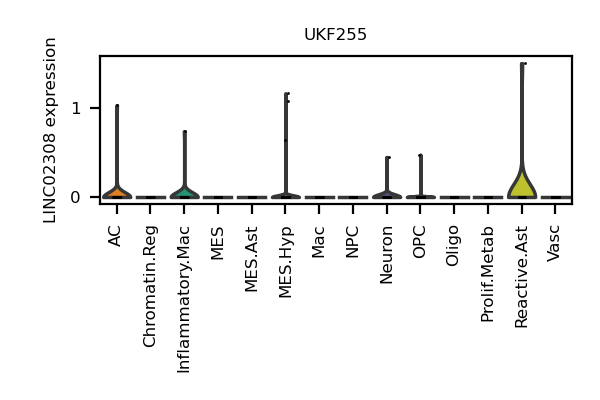 UKF255
LINC02308 expression
1
0
AC
Chromatin.Reg
Inflammatory.Mac
MES
MES.Ast
MES.Hyp
Mac
NPC
Neuron
OPC
Oligo
Prolif.Metab
Reactive.Ast
Vasc